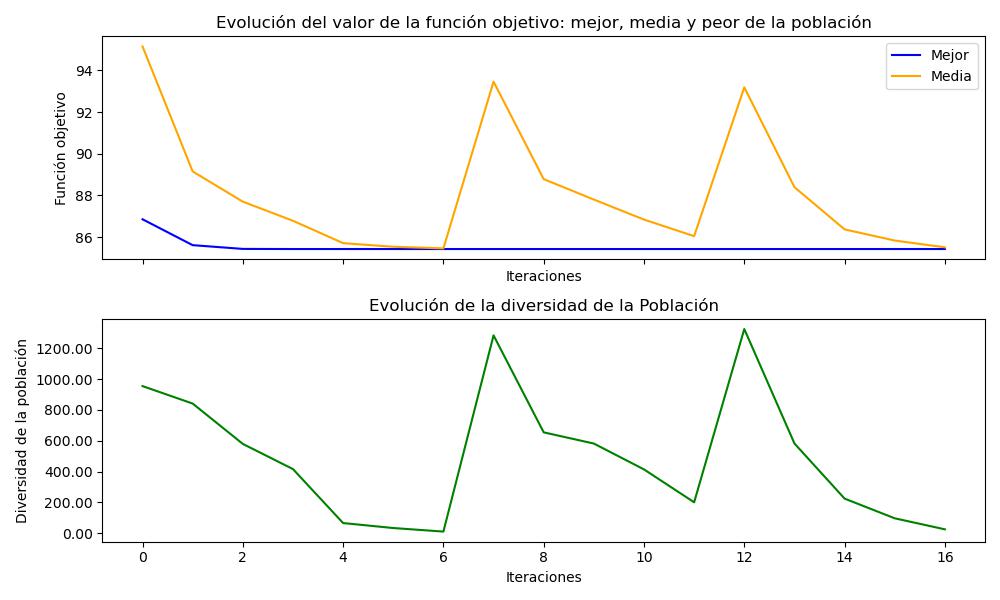 Evolución del valor de la función objetivo: mejor, media y peor de la población
Función objetivo
94
92
90
88
86
Mejor
Media
Iteraciones
Evolución de la diversidad de la Población
Diversidad de la población
1200.00
1000.00
800.00
600.00
400.00
200.00
0.00
0 2 4 6 8 10 12 14 16
Iteraciones